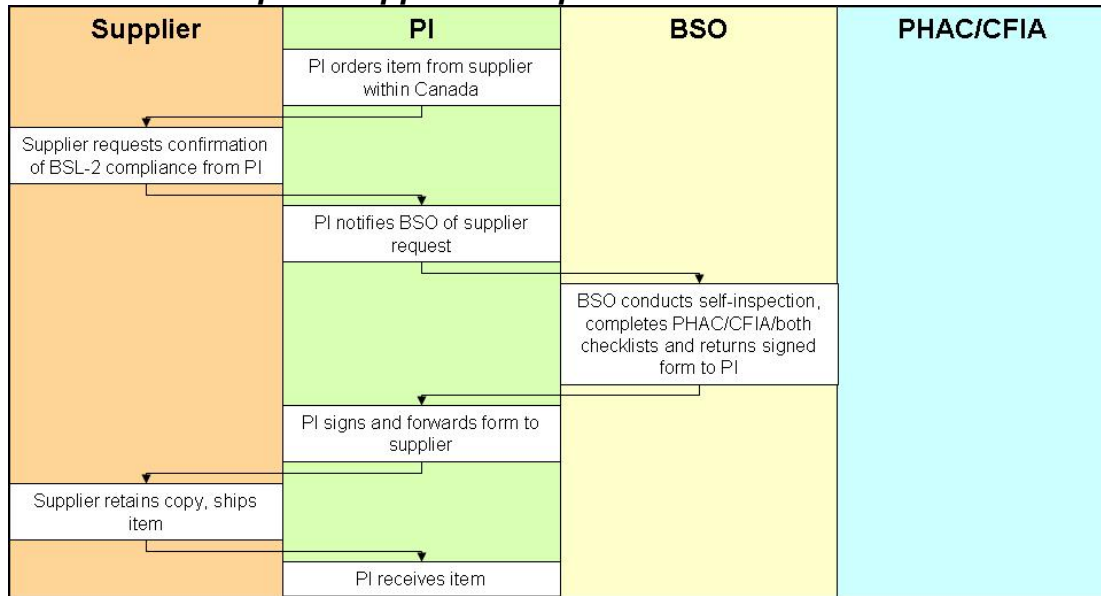 Supplier
PI
BSO
PHAC/CFIA
PI orders item from supplier
within Canada
Supplier requests confirmation
of BSL-2 compliance from PI
PI notifies BSO of supplier
request
BSO conducts self-inspection,
completes PHAC/CFIA/both
checklists and returns signed
form to PI
PI signs and forwards form to
supplier
Supplier retains copy, ships
item
PI receives item